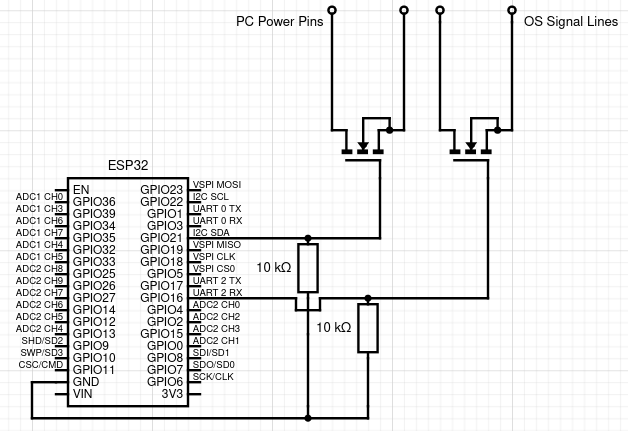 PC Power Pins
OS Signal Lines
ESP32
EN GPIO23 VSPI MOSI
ADC1 CH0 GPIO36 GPIO22 I2C SCL
ADC1 CH3 GPIO39 GPIO1 UART 0 TX
ADC1 CH6 GPIO34 GPIO3 UART 0 RX
ADC1 CH7 GPIO35 GPIO21 I2C SDA
ADC1 CH4 GPIO32 GPIO19 VSPI MISO
ADC1 CH5 GPIO33 GPIO18 VSPI CLK
ADC2 CH8 GPIO25 GPIO5 VSPI CS0
10 kΩ
ADC2 CH9 GPIO26 GPIO17 UART 2 TX
ADC2 CH7 GPIO27 GPIO16 UART 2 RX
ADC2 CH6 GPIO14 GPIO4 ADC2 CH0
ADC2 CH5 GPIO12 GPIO2 ADC2 CH2
10 kΩ
ADC2 CH4 GPIO13 GPIO15 ADC2 CH3
SHD/SD2 GPIO9 GPIO0 ADC2 CH1
SWP/SD3 GPIO10 GPIO8 SDI/SD1
CSC/CMD GPIO11 GPIO7 SDO/SD0
GND GPIO6 SCK/CLK
VIN 3V3